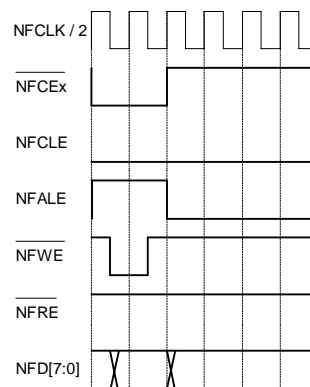 NFCLK / 2
NFCEx
NFCLE
NFALE
NFWE
NFRE
NFD[7:0]